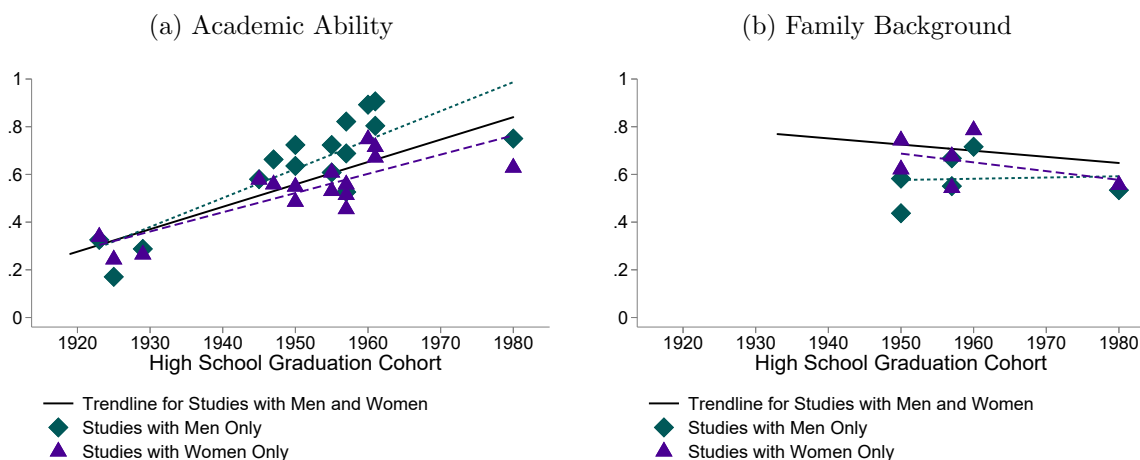 (a) Academic Ability
1
.8
.6
.4
.2
0
1920 1930 1940 1950 1960 1970 1980
High School Graduation Cohort
Trendline for Studies with Men and Women
Studies with Men Only
Studies with Women Only
(b) Family Background
1
.8
.6
.4
.2
0
1920 1930 1940 1950 1960 1970 1980
High School Graduation Cohort
Trendline for Studies with Men and Women
Studies with Men Only
Studies with Women Only